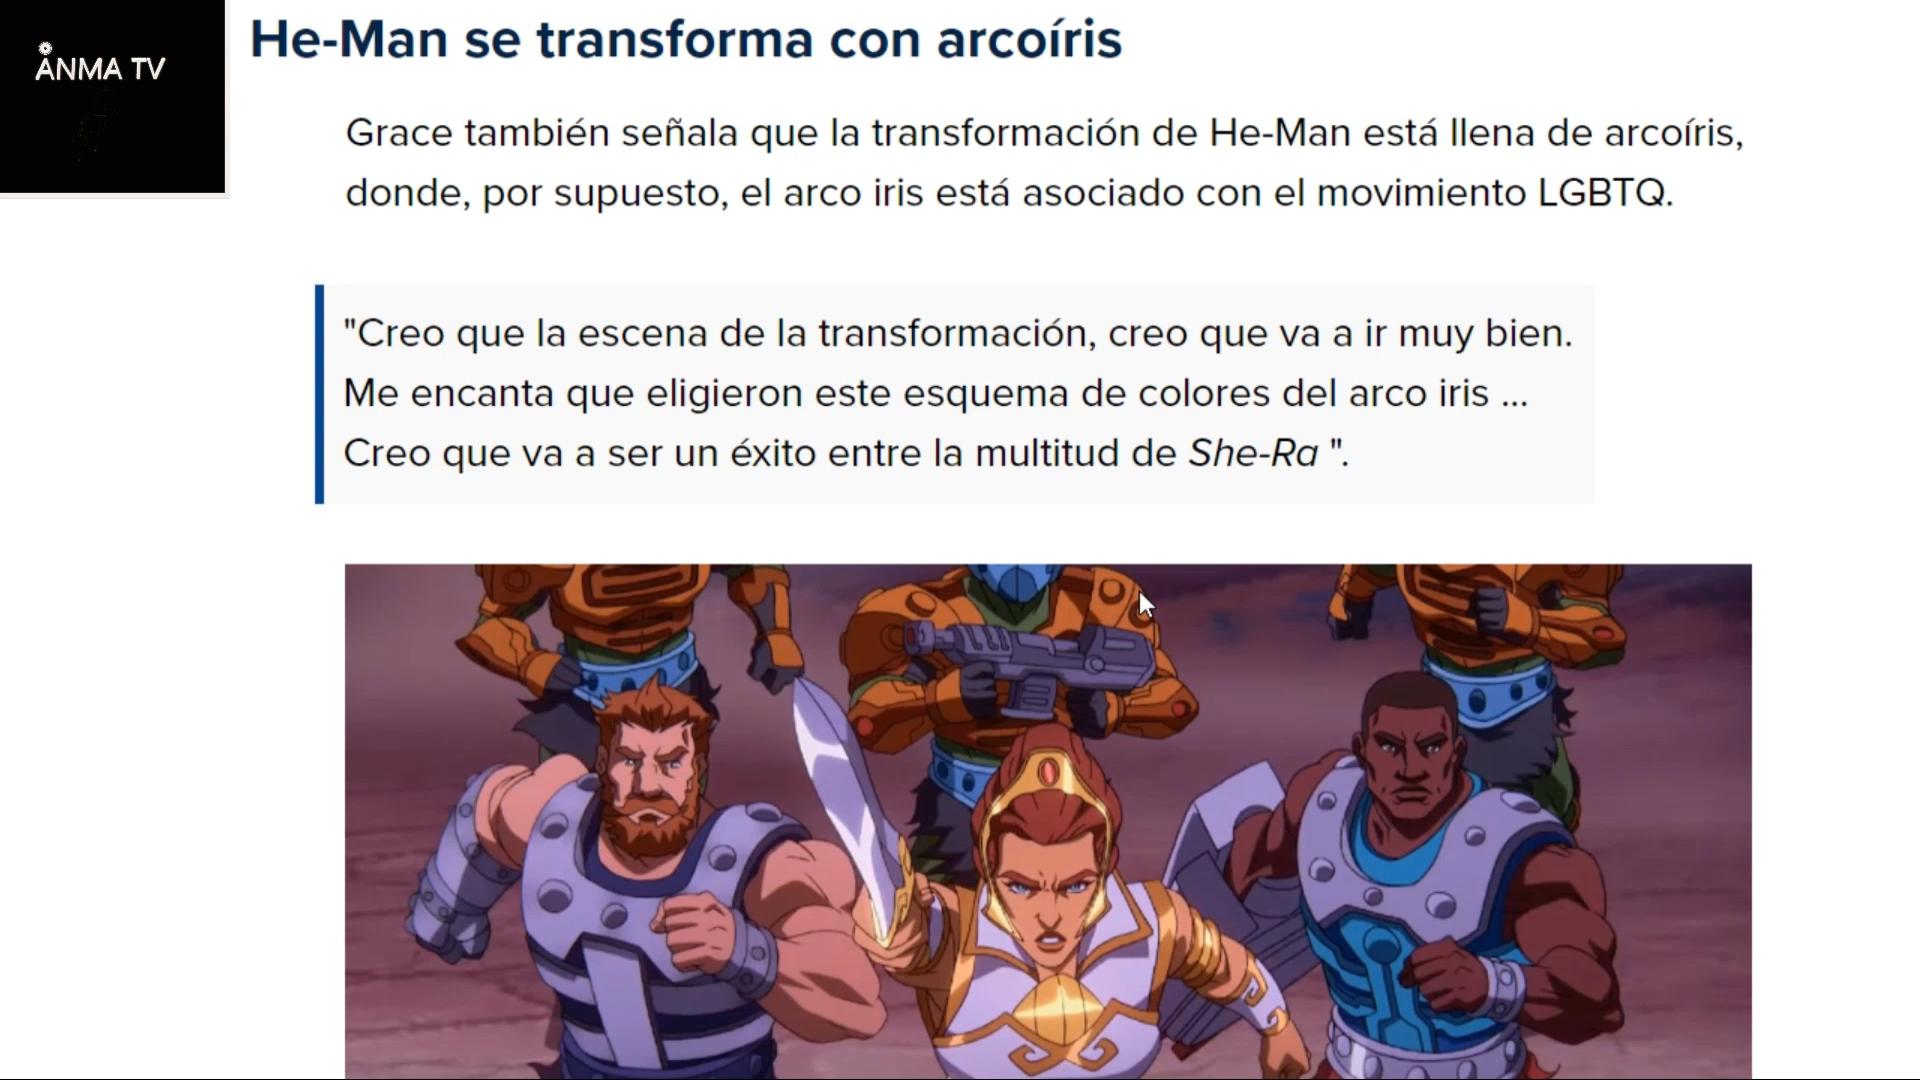 ANMA TV
He-Man se transforma con arcoíris
Grace también señala que la transformación de He-Man está llena de arcoíris,
donde, por supuesto, el arco iris está asociado con el movimiento LGBTQ.
"Creo que la escena de la transformación, creo que va a ir muy bien.
Me encanta que eligieron este esquema de colores del arco iris ...
Creo que va a ser un éxito entre la multitud de She-Ra ".